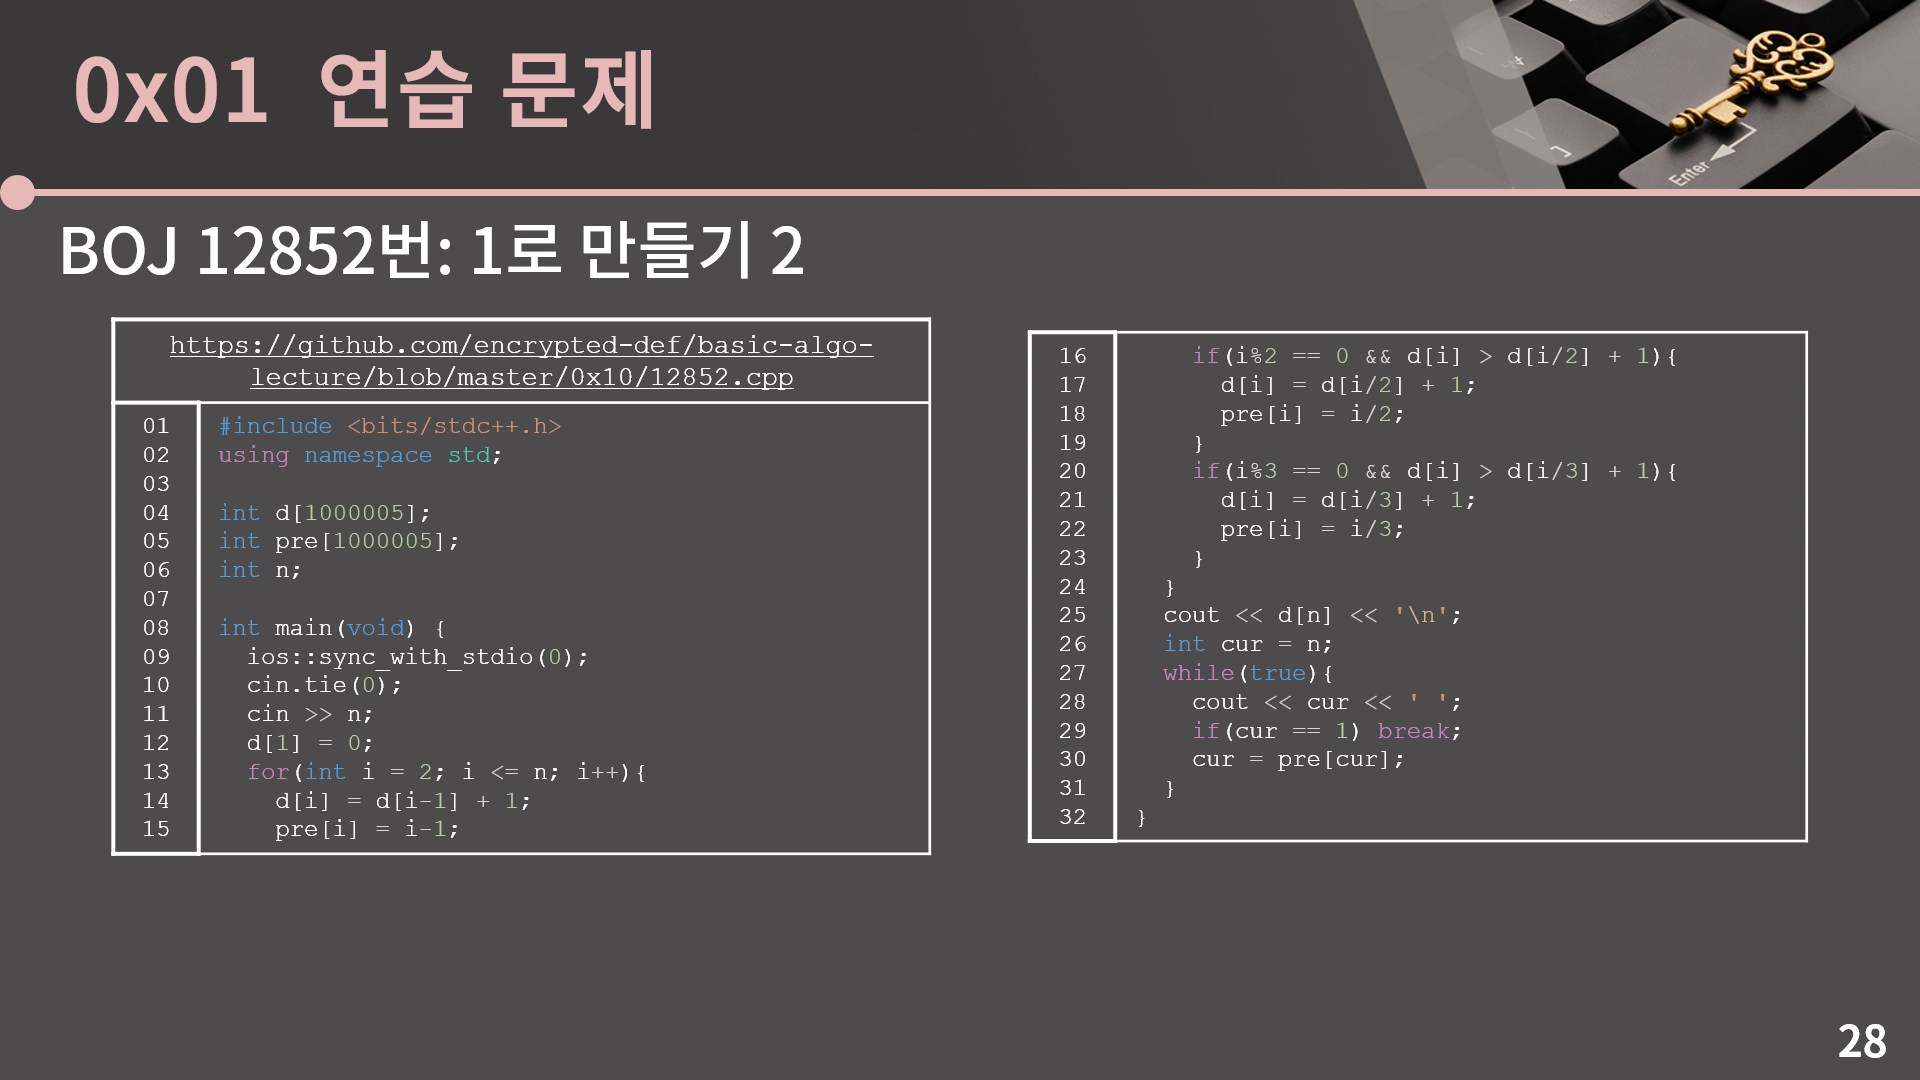 0x01 연습 문제
Enter
BOJ 12852번: 1로 만들기 2
https://github.com/encrypted-def/basic-algo-
lecture/blob/master/0x10/12852.cpp
01 #include <bits/stdc++.h>
02 using namespace std;
03
04 int d[1000005];
05 int pre[1000005];
06 int n;
07
08 int main(void) {
09   ios::sync_with_stdio(0);
10   cin.tie(0);
11   cin >> n;
12   d[1] = 0;
13   for(int i = 2; i <= n; i++){
14     d[i] = d[i-1] + 1;
15     pre[i] = i-1;
16     if(i%2 == 0 && d[i] > d[i/2] + 1){
17       d[i] = d[i/2] + 1;
18       pre[i] = i/2;
19     }
20     if(i%3 == 0 && d[i] > d[i/3] + 1){
21       d[i] = d[i/3] + 1;
22       pre[i] = i/3;
23     }
24   }
25   cout << d[n] << '\n';
26   int cur = n;
27   while(true){
28     cout << cur << ' ';
29     if(cur == 1) break;
30     cur = pre[cur];
31   }
32 }
28